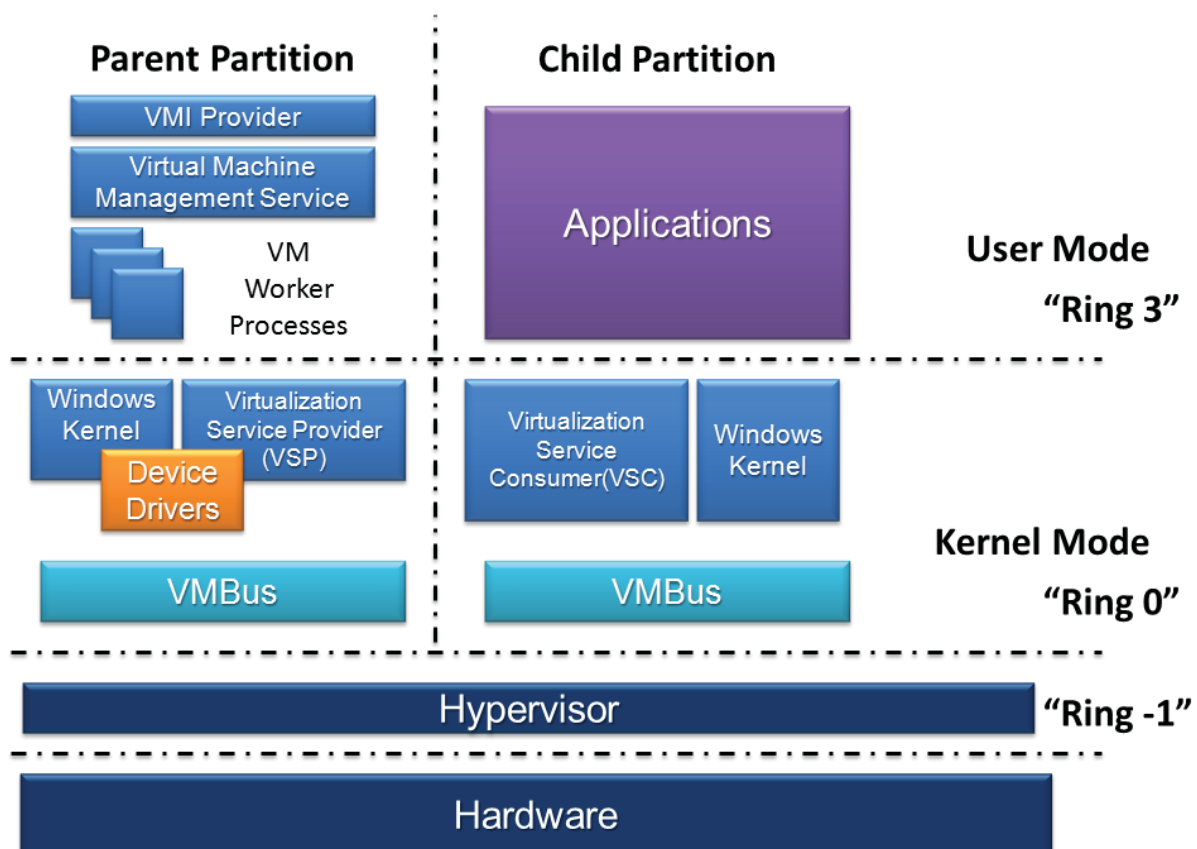 Parent Partition
Child Partition
VMI Provider
Virtual Machine
Management Service
VM
Worker
Processes
Applications
User Mode
“Ring 3”
Windows
Kernel
Virtualization
Service Provider
(VSP)
Device
Drivers
Virtualization
Service
Consumer(VSC)
Windows
Kernel
Kernel Mode
“Ring 0”
VMBus
VMBus
Hypervisor
“Ring -1”
Hardware